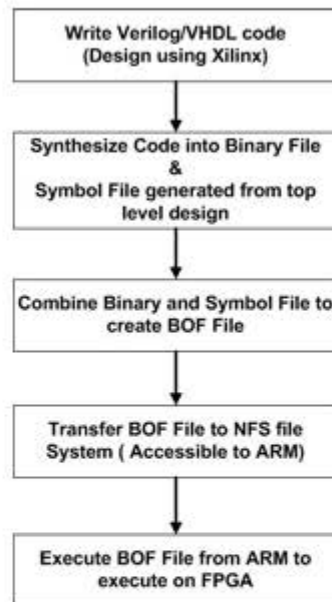 Write Verilog/VHDL code
(Design using Xilinx)
Synthesize Code into Binary File
&
Symbol File generated from top
level design
Combine Binary and Symbol File to
create BOF File
Transfer BOF File to NFS file
System ( Accessible to ARM)
Execute BOF File from ARM to
execute on FPGA